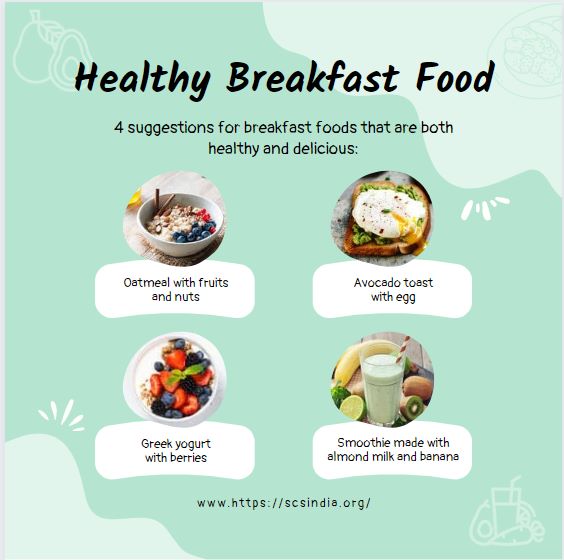 Healthy Breakfast Food
4 suggestions for breakfast foods that are both
healthy and delicious:
Oatmeal with fruits
and nuts
Avocado toast
with egg
Greek yogurt
with berries
Smoothie made with
almond milk and banana
www.https://scsindia.org/